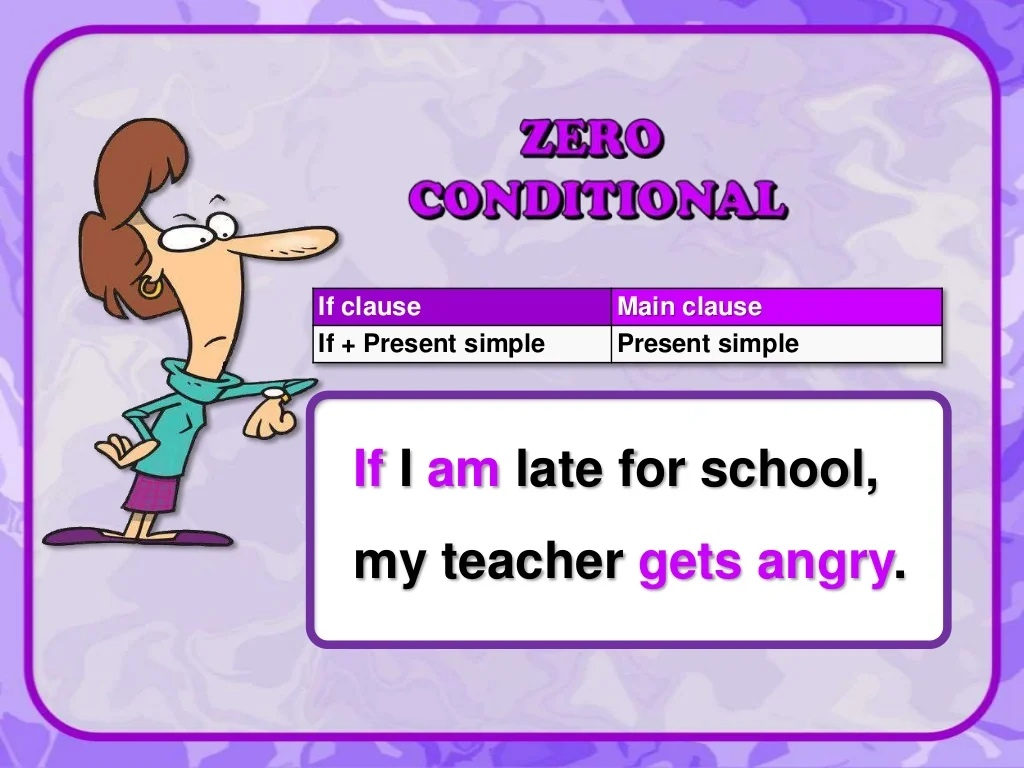 ZERO
CONDITIONAL
If clause Main clause
If + Present simple Present simple
If I am late for school,
my teacher gets angry.